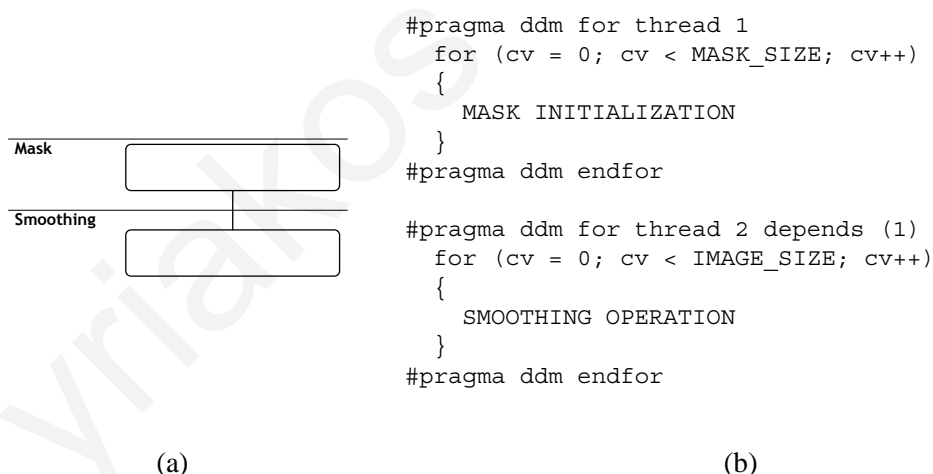 Mask
Smoothing
#pragma ddm for thread 1
for (cv = 0; cv < MASK_SIZE; cv++)
{
MASK INITIALIZATION
}
#pragma ddm endfor
#pragma ddm for thread 2 depends (1)
for (cv = 0; cv < IMAGE_SIZE; cv++)
{
SMOOTHING OPERATION
}
#pragma ddm endfor
(a)
(b)
yriakos